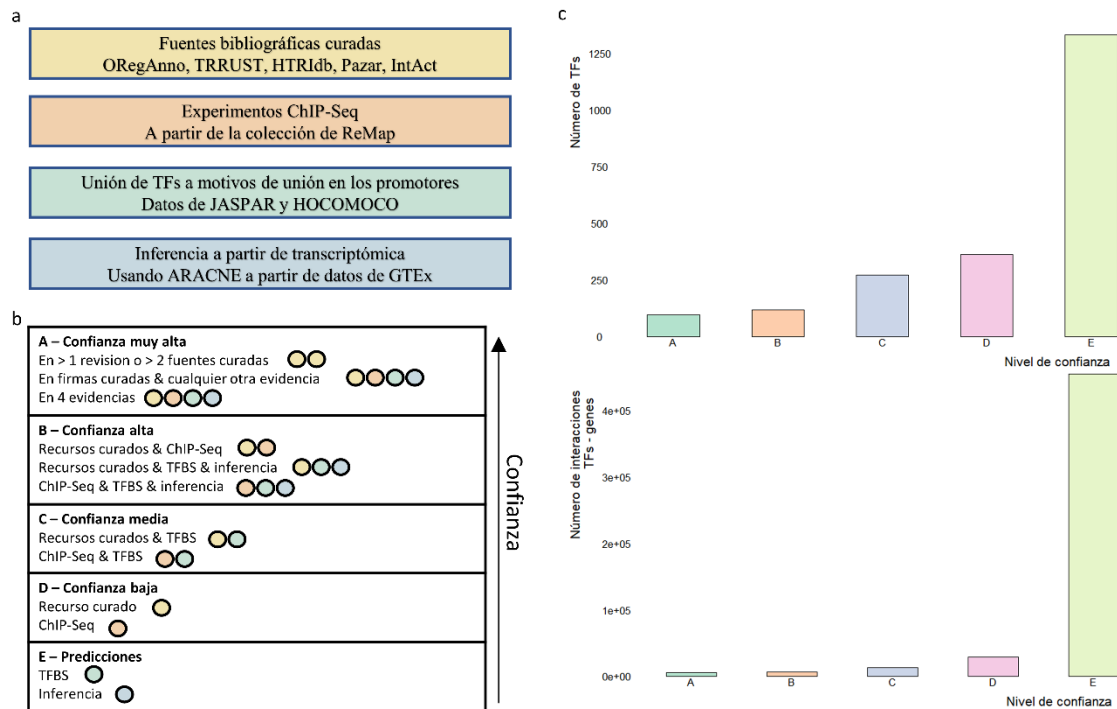 a
Fuentes bibliográficas curadas
ORegAnno, TRRUST, HTRIdb, Pazar, IntAct
Experimentos ChIP-Seq
A partir de la colección de ReMap
Unión de TFs a motivos de unión en los promotores
Datos de JASPAR y HOCOMOCO
Inferencia a partir de transcriptómica
Usando ARACNE a partir de datos de GTEx
b
A – Confianza muy alta
En > 1 revision o > 2 fuentes curadas
En firmas curadas & cualquier otra evidencia
En 4 evidencias
B – Confianza alta
Recursos curados & ChIP-Seq
Recursos curados & TFBS & inferencia
ChIP-Seq & TFBS & inferencia
C – Confianza media
Recursos curados & TFBS
ChIP-Seq & TFBS
D – Confianza baja
Recurso curado
ChIP-Seq
E – Predicciones
TFBS
Inferencia
Confianza
c
Número de TFs
1250
1000
750
500
250
0
A B C D E
Nivel de confianza
Número de interacciones
TFs - genes
4e+05
3e+05
2e+05
1e+05
0e+00
A B C D E
Nivel de confianza